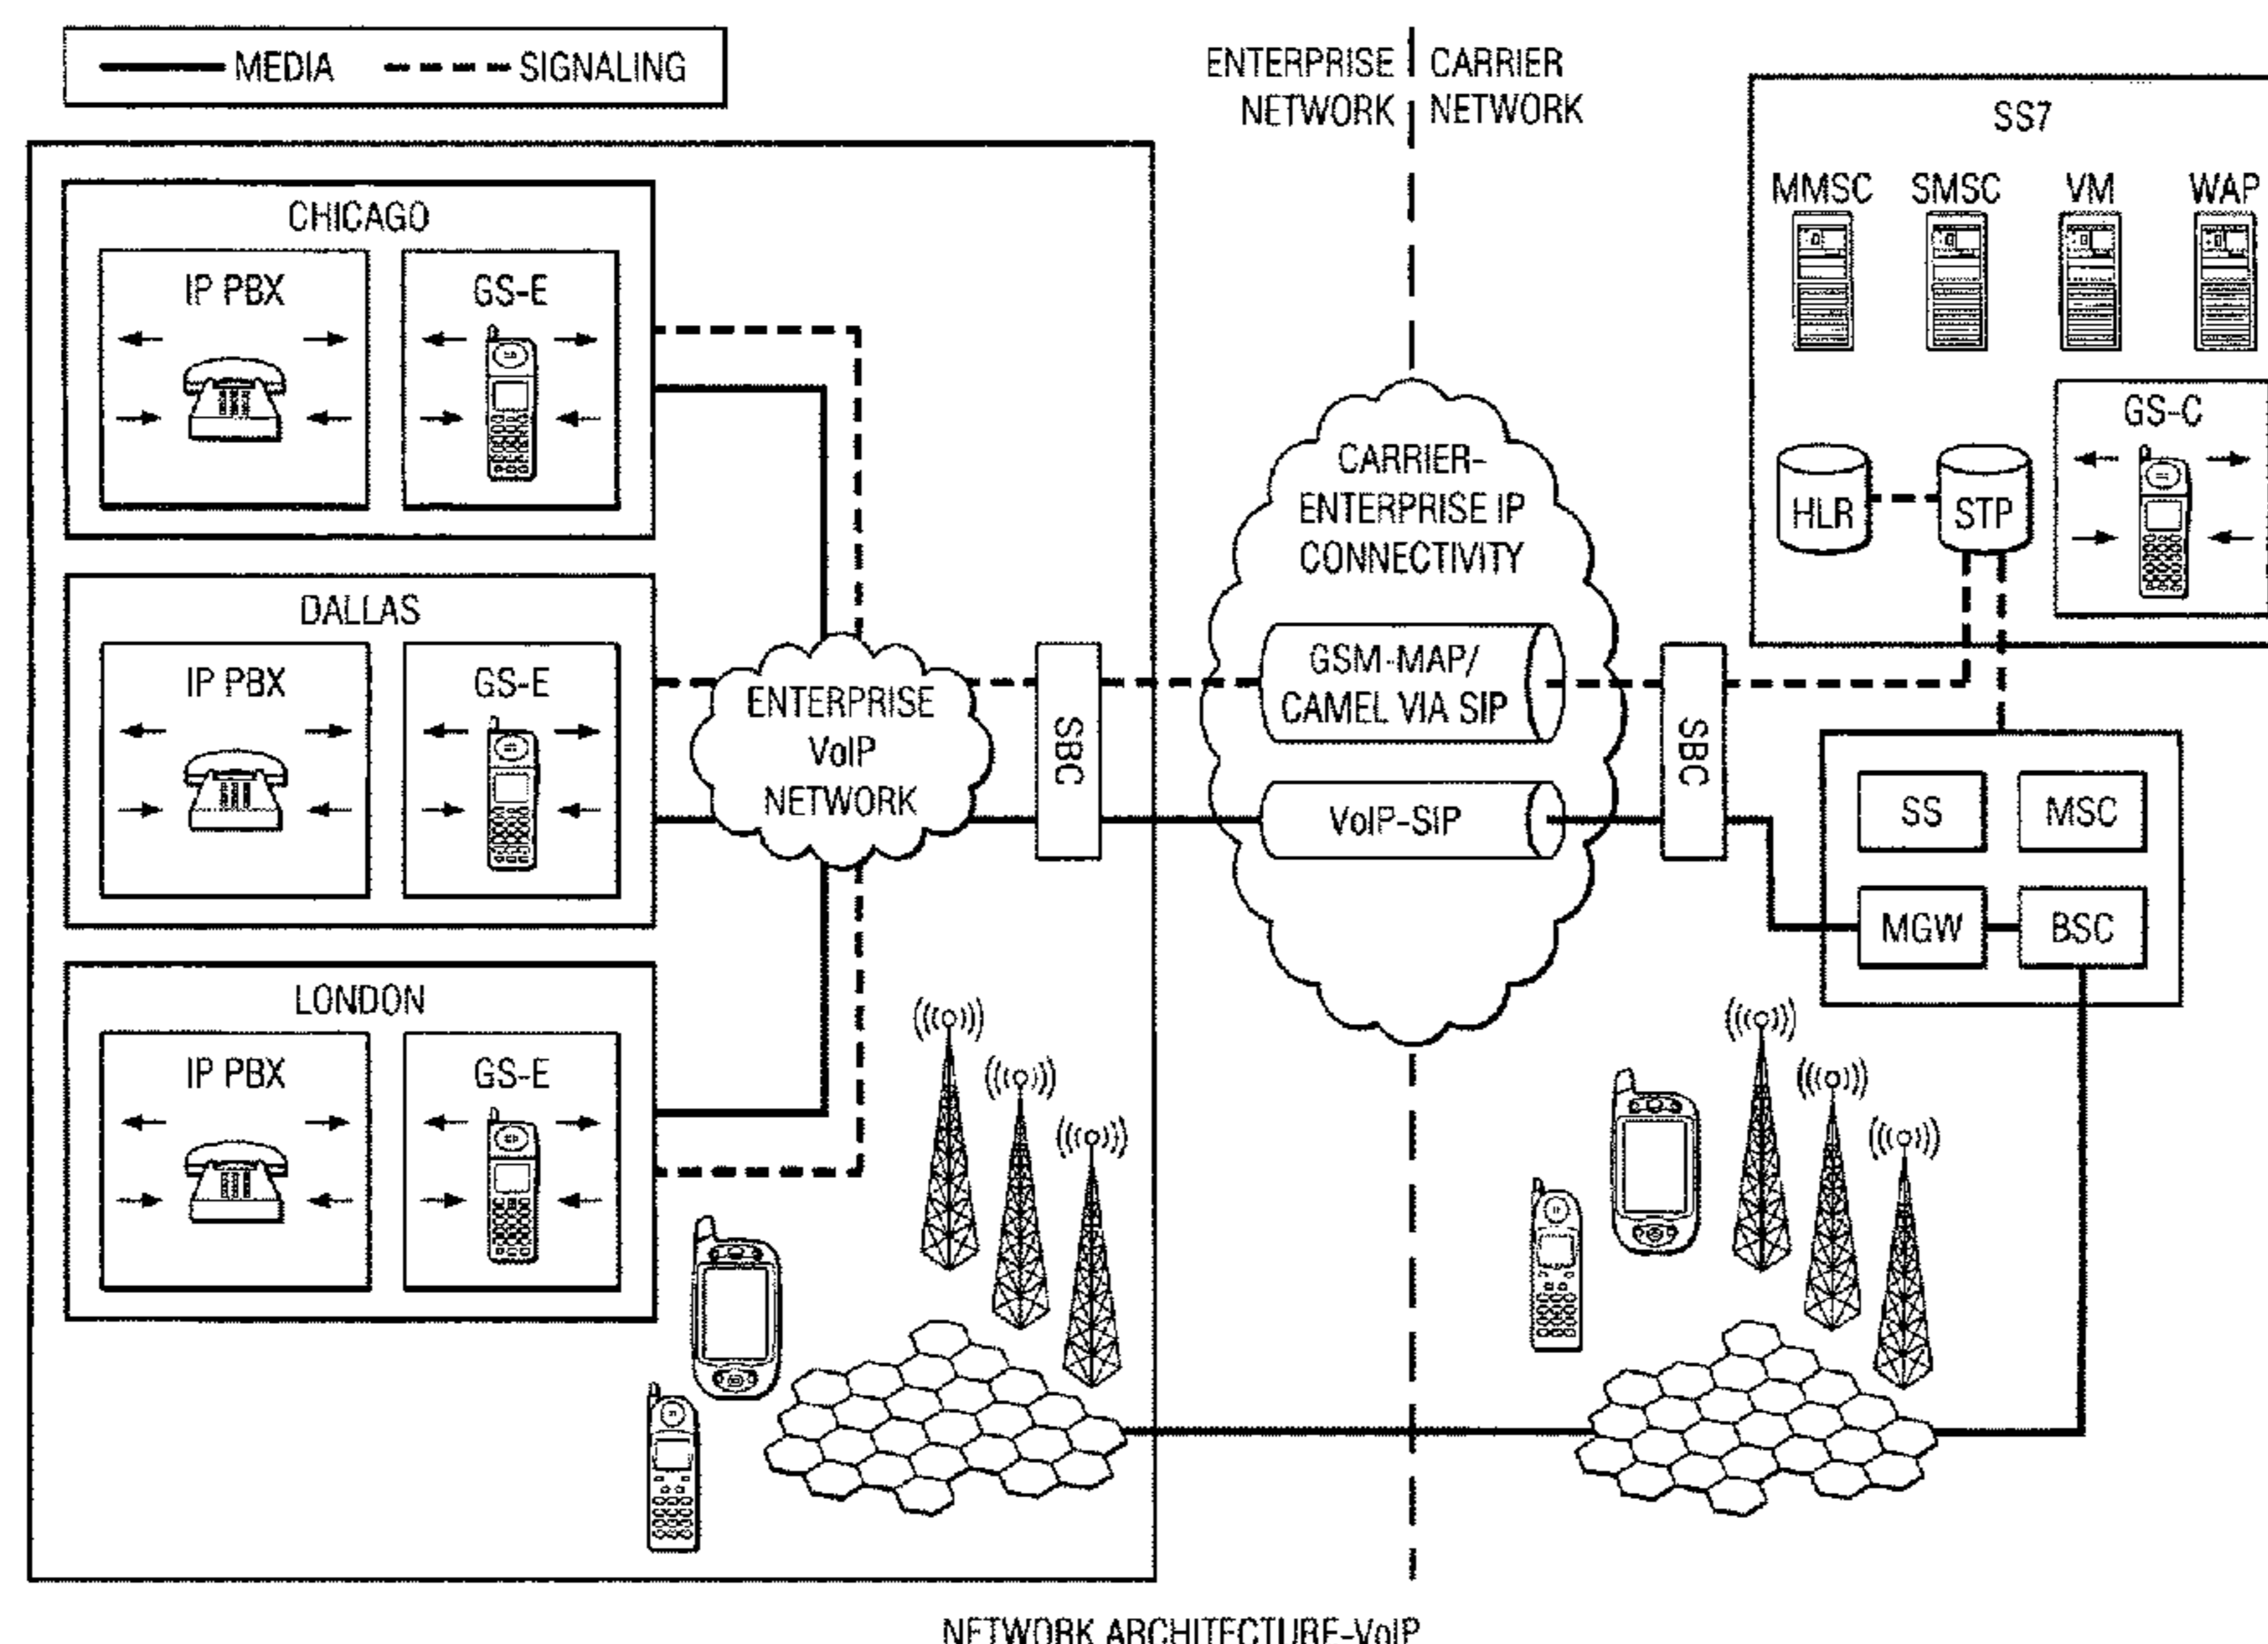 MEDIA
SIGNALING
ENTERPRISE
NETWORK
CARRIER
NETWORK
SS7
MMSC
SMSC
VM
WAP
GS-C
HLR
STP
CHICAGO
IP PBX
GS-E
DALLAS
IP PBX
GS-E
LONDON
IP PBX
GS-E
ENTERPRISE
VoIP
NETWORK
SBC
CARRIER-
ENTERPRISE IP
CONNECTIVITY
GSM-MAP/
CAMEL VIA SIP
VoIP-SIP
SBC
SS
MSC
MGW
BSC
NETWORK ARCHITECTURE-VoIP